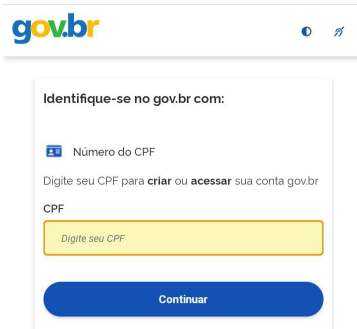 gov.br
Identifique-se no gov.br com:
Número do CPF
Digite seu CPF para criar ou acessar sua conta gov.br
CPF
Digite seu CPF
Continuar